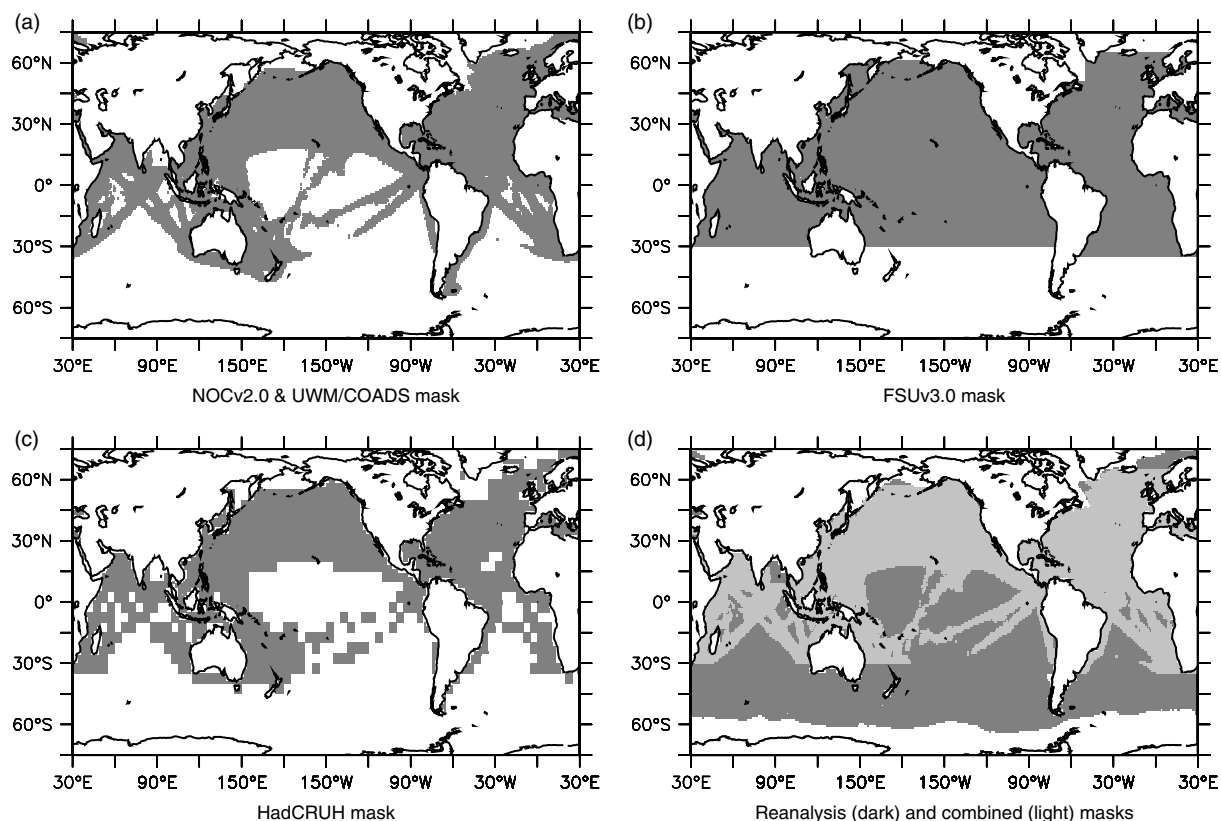 (a)
60°N
30°N
0°
30°S
60°S
30°E 90°E 150°E 150°W 90°W 30°W 30°E
NOCv2.0 & UWM/COADS mask
(b)
60°N
30°N
0°
30°S
60°S
30°E 90°E 150°E 150°W 90°W 30°W 30°E
FSUv3.0 mask
(c)
60°N
30°N
0°
30°S
60°S
30°E 90°E 150°E 150°W 90°W 30°W 30°E
HadCRUH mask
(d)
60°N
30°N
0°
30°S
60°S
30°E 90°E 150°E 150°W 90°W 30°W 30°E
Reanalysis (dark) and combined (light) masks